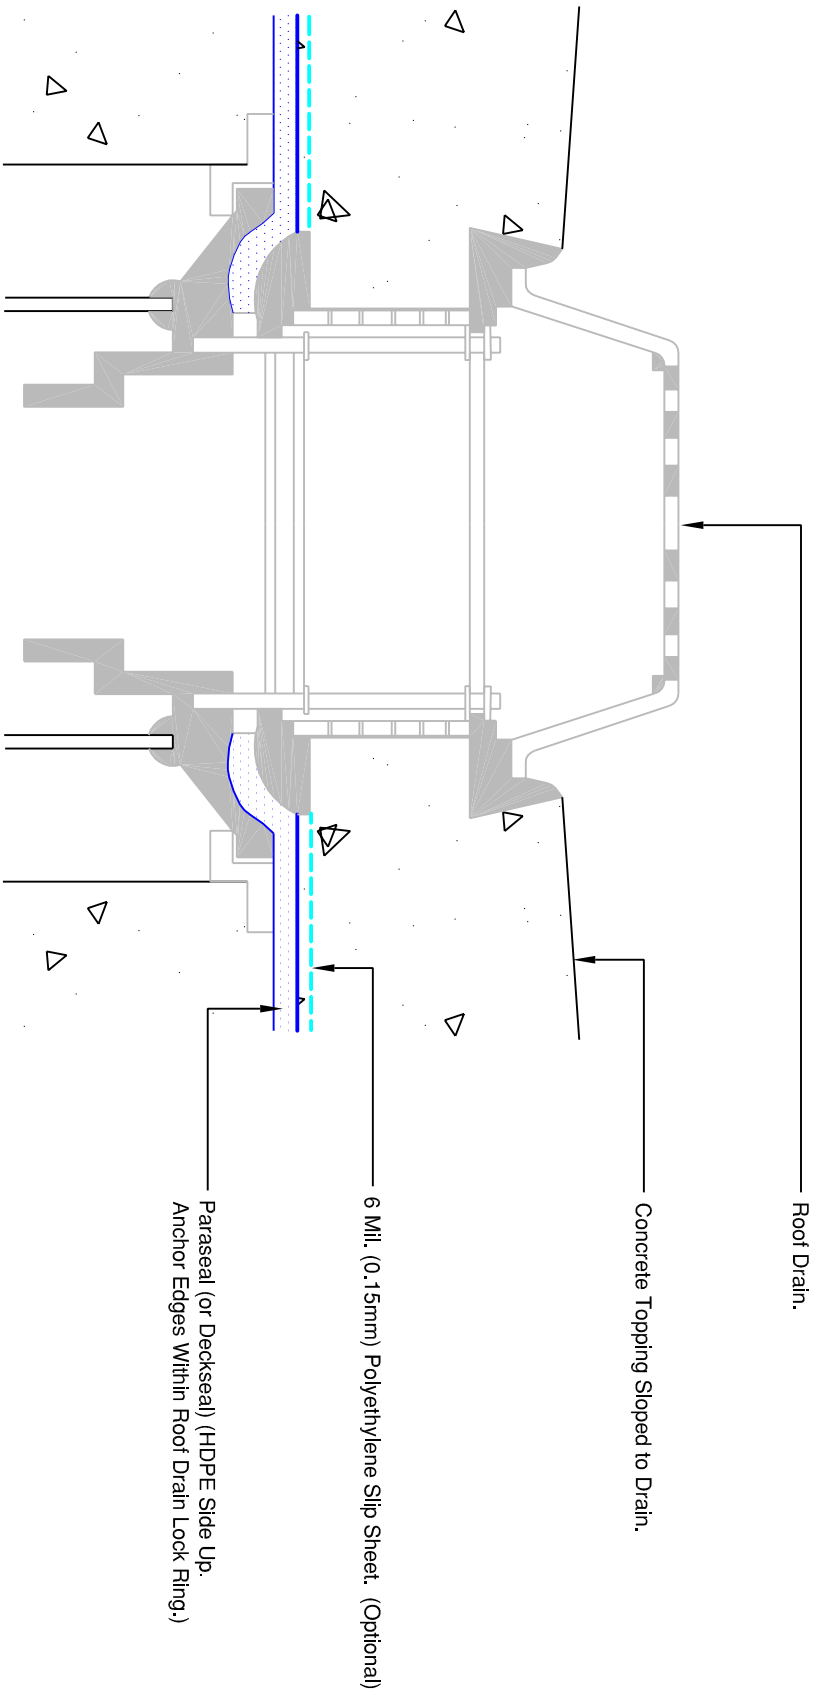 Roof Drain.
Concrete Topping Sloped to Drain.
6 Mil. (0.15mm) Polyethylene Slip Sheet. (Optional)
Paraseal (or Deckseal) (HDPE Side Up.
Anchor Edges Within Roof Drain Lock Ring.)